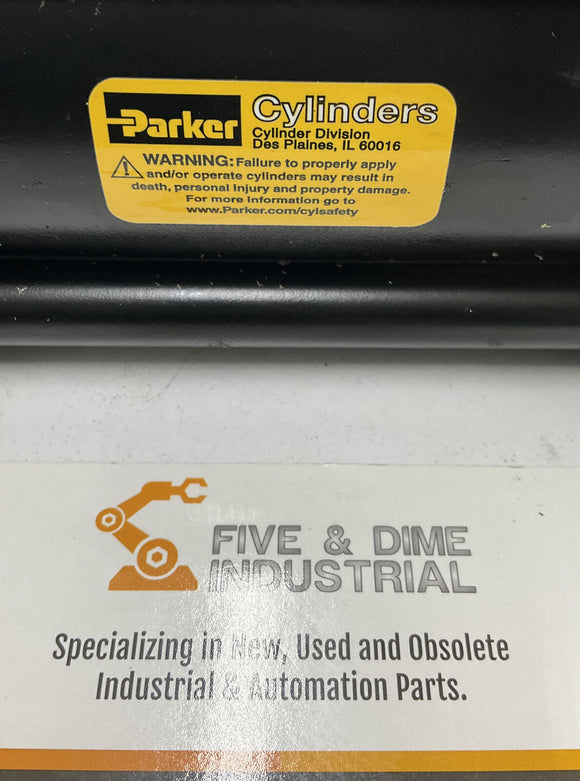 Parker Cylinders
Cylinder Division
Des Plaines, IL 60016
WARNING: Failure to properly apply
and/or operate cylinders may result in
death, personal injury and property damage.
For more information go to
www.Parker.com/cylsafety
FIVE & DIME
INDUSTRIAL
Specializing in New, Used and Obsolete
Industrial & Automation Parts.